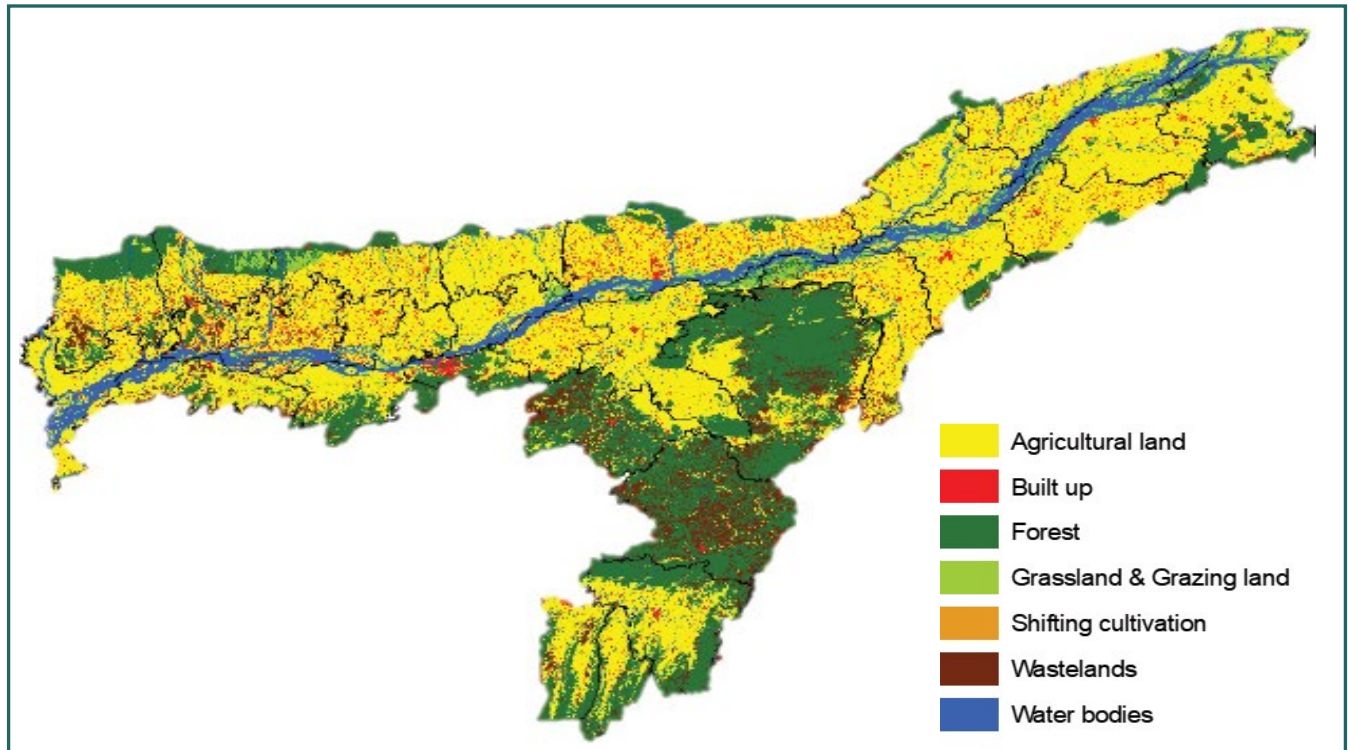 Agricultural land
Built up
Forest
Grassland & Grazing land
Shifting cultivation
Wastelands
Water bodies